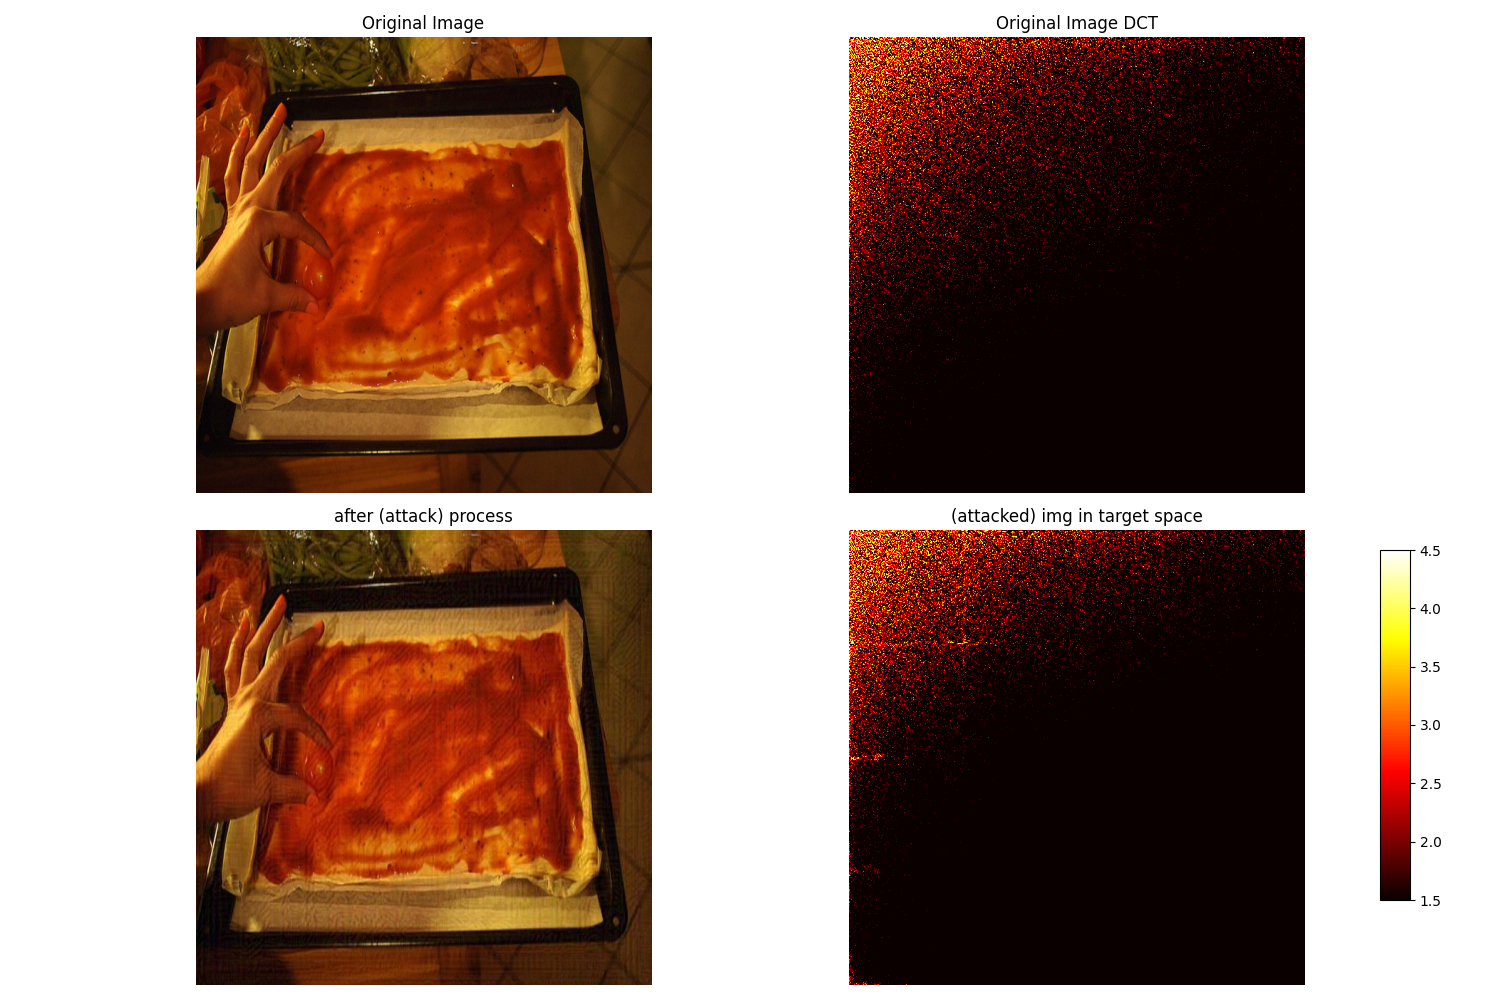 Original Image
Original Image DCT
after (attack) process
(attacked) img in target space
4.5
4.0
3.5
3.0
2.5
2.0
1.5